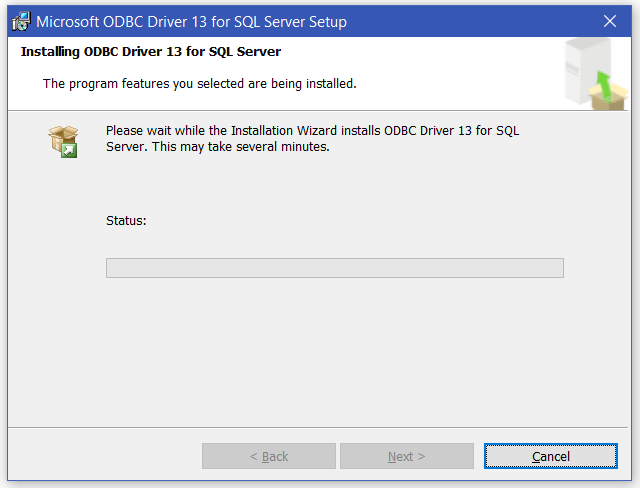 Microsoft ODBC Driver 13 for SQL Server Setup
Installing ODBC Driver 13 for SQL Server
The program features you selected are being installed.
Please wait while the Installation Wizard installs ODBC Driver 13 for SQL
Server. This may take several minutes.
Status:
< Back
Next >
Cancel